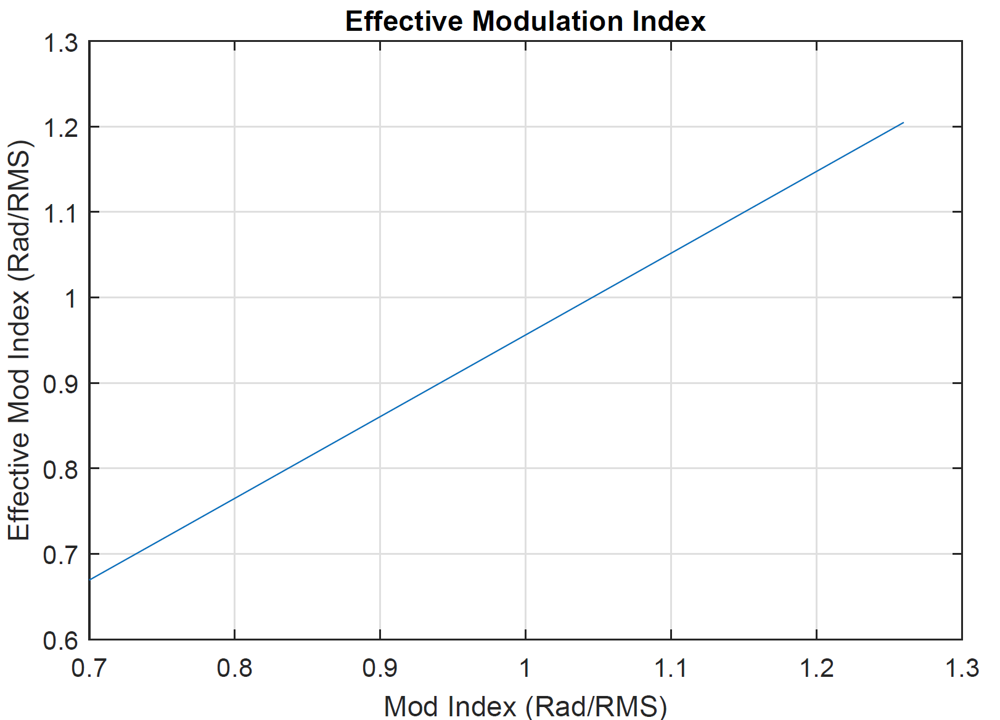 Effective Modulation Index
Effective Mod Index (Rad/RMS)
1.3
1.2
1.1
1
0.9
0.8
0.7
0.6
0.7 0.8 0.9 1 1.1 1.2 1.3
Mod Index (Rad/RMS)